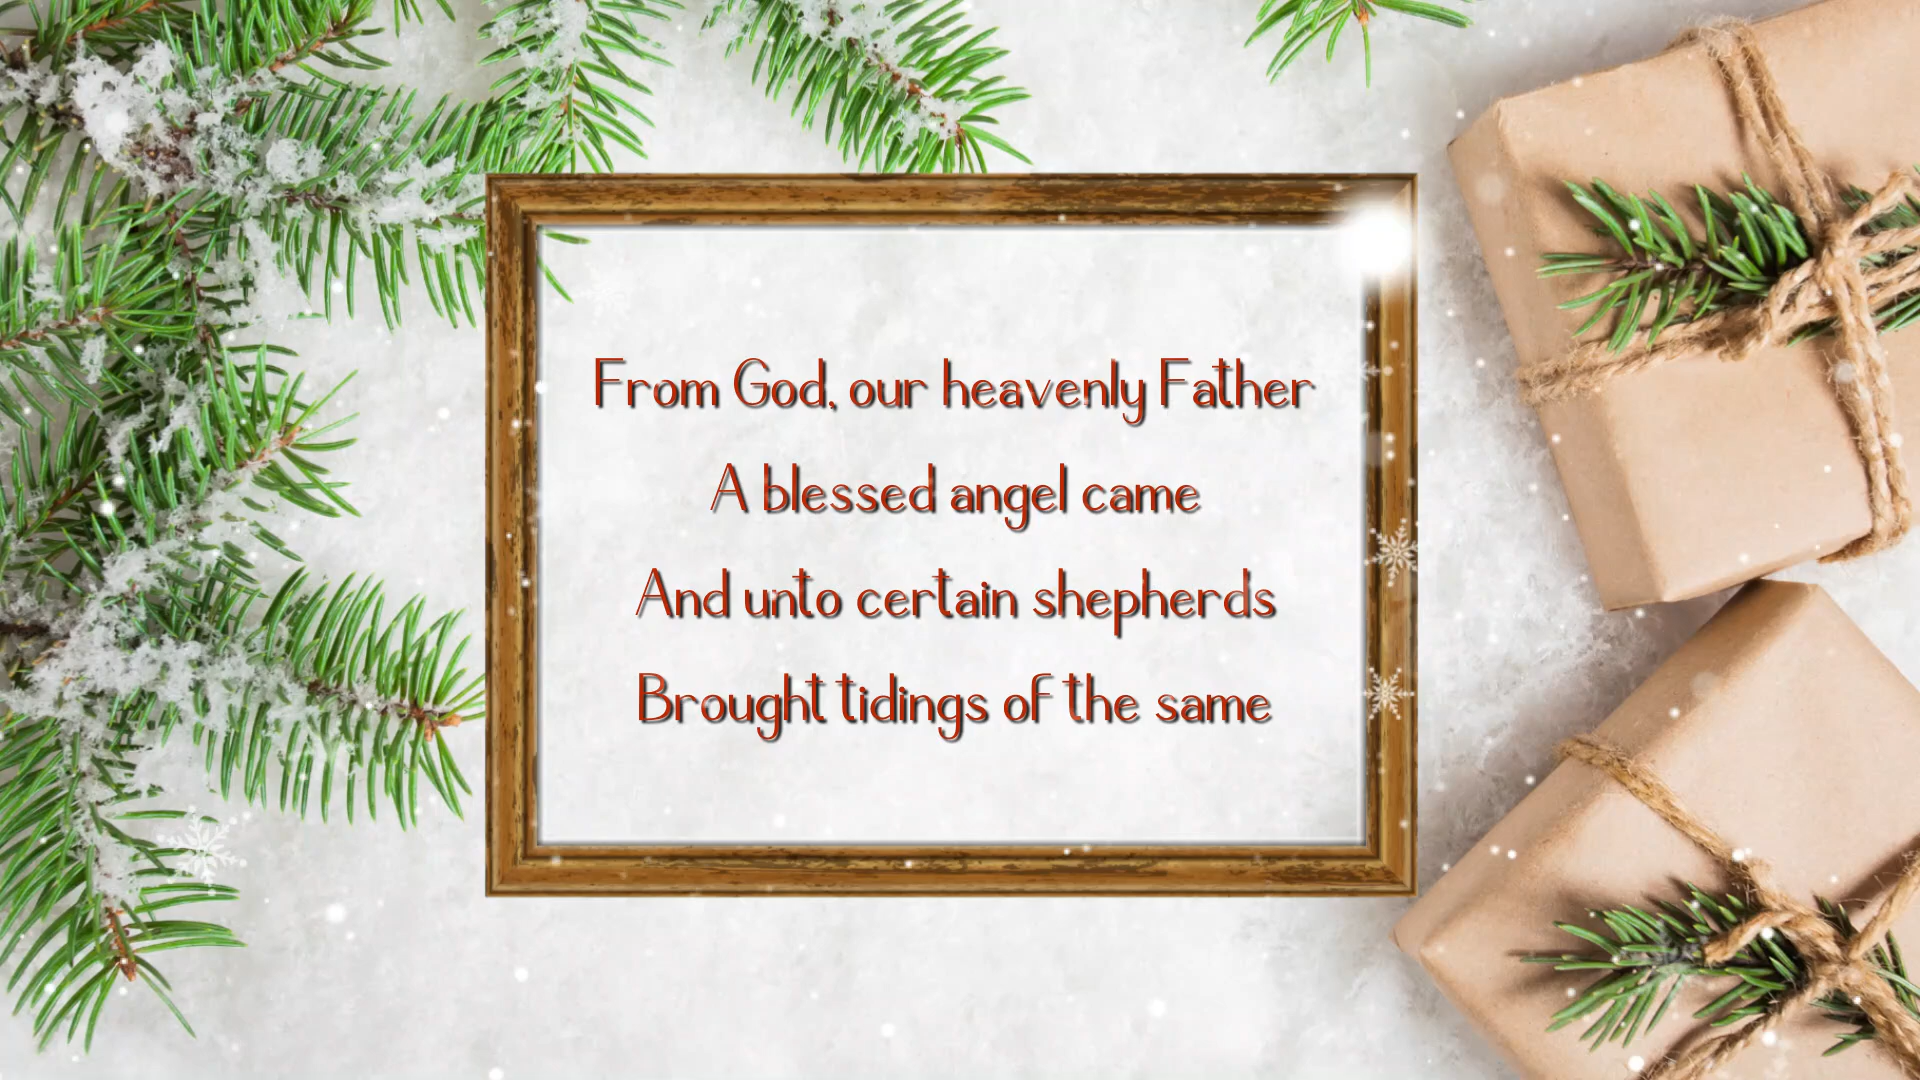 From God, our heavenly Father
A blessed angel came
And unto certain shepherds
Brought tidings of the same